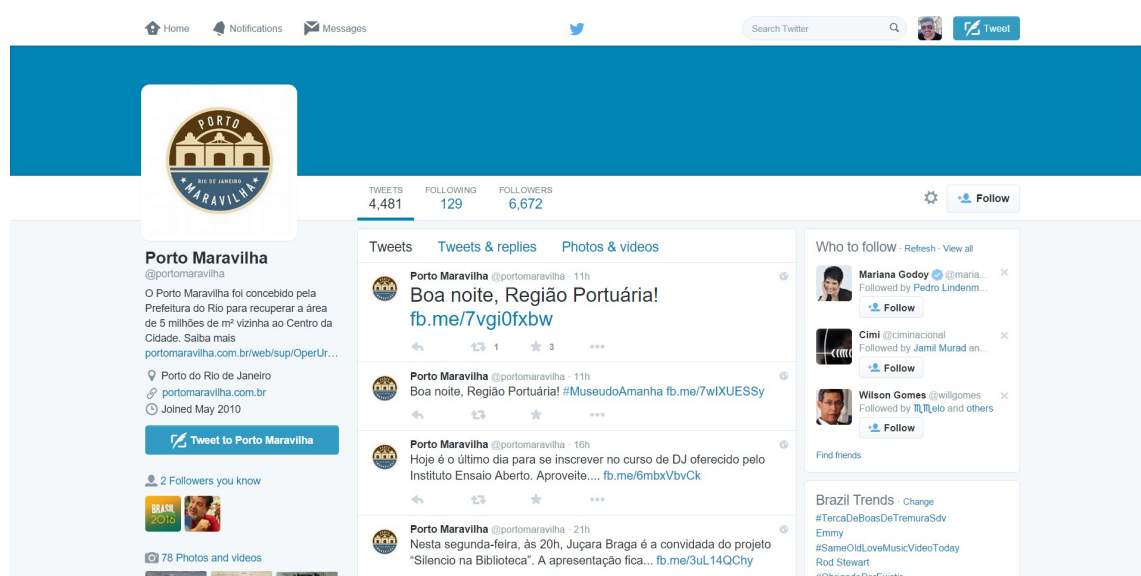 Home
Notifications
Messages
Search Twitter
Tweet
PORTO
RIO DE JANEIRO
MARAVILHA
TWEETS
4,481
FOLLOWING
129
FOLLOWERS
6,672
Follow
Porto Maravilha
@portomaravilha
O Porto Maravilha foi concebido pela
Prefeitura do Rio para recuperar a área
de 5 milhões de m² vizinha ao Centro da
Cidade. Saiba mais
portomaravilha.com.br/web/sup/OperUr…
Porto do Rio de Janeiro
portomaravilha.com.br
Joined May 2010
Tweet to Porto Maravilha
2 Followers you know
BRASIL
2016
78 Photos and videos
Tweets
Tweets & replies
Photos & videos
Porto Maravilha @portomaravilha · 11h
Boa noite, Região Portuária!
fb.me/7vgi0fxbw
1
3
Porto Maravilha @portomaravilha · 11h
Boa noite, Região Portuária! #MuseudoAmanha fb.me/7wIXUESSy
Porto Maravilha @portomaravilha · 16h
Hoje é o último dia para se inscrever no curso de DJ oferecido pelo
Instituto Ensaio Aberto. Aproveite.... fb.me/6mbxVbvCk
Porto Maravilha @portomaravilha · 21h
Nesta segunda-feira, às 20h, Juçara Braga é a convidada do projeto
“Silencio na Biblioteca”. A apresentação fica... fb.me/3uL14QChy
Who to follow · Refresh · View all
Mariana Godoy @maria...
Followed by Pedro Lindenm...
Follow
Cimi @ciminacional
Followed by Jamil Murad an...
Follow
Wilson Gomes @willgomes
Followed by ♏♏elo and others
Follow
Find friends
Brazil Trends · Change
#TercaDeBoasDeTremuraSdv
Emmy
#SameOldLoveMusicVideoToday
Rod Stewart